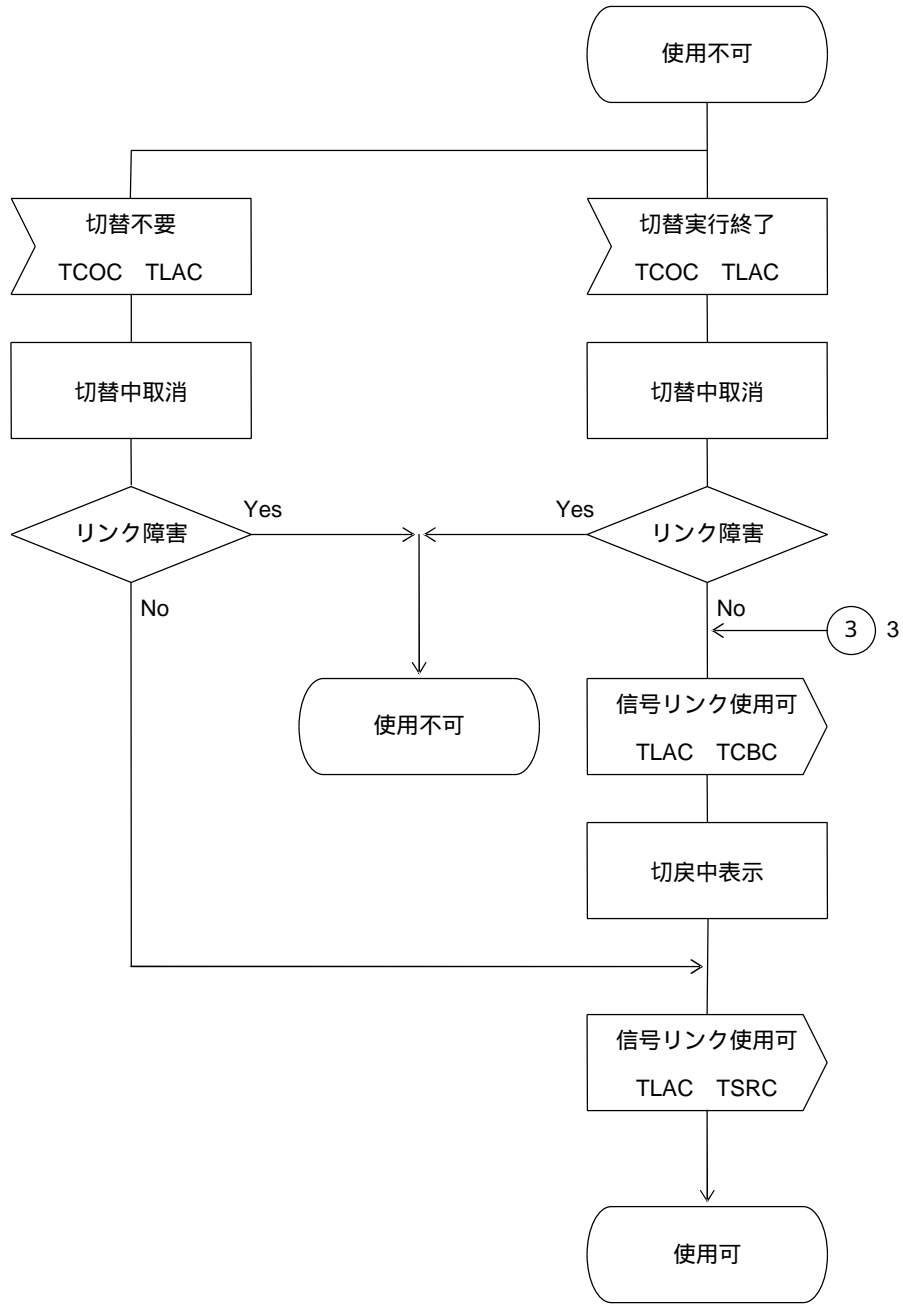 使用不可
切替不要
TCOC TLAC
切替実行終了
TCOC TLAC
切替中取消
切替中取消
リンク障害
Yes
Yes
リンク障害
No
No
3 3
使用不可
信号リンク使用可
TLAC TCBC
切戻中表示
信号リンク使用可
TLAC TSRC
使用可